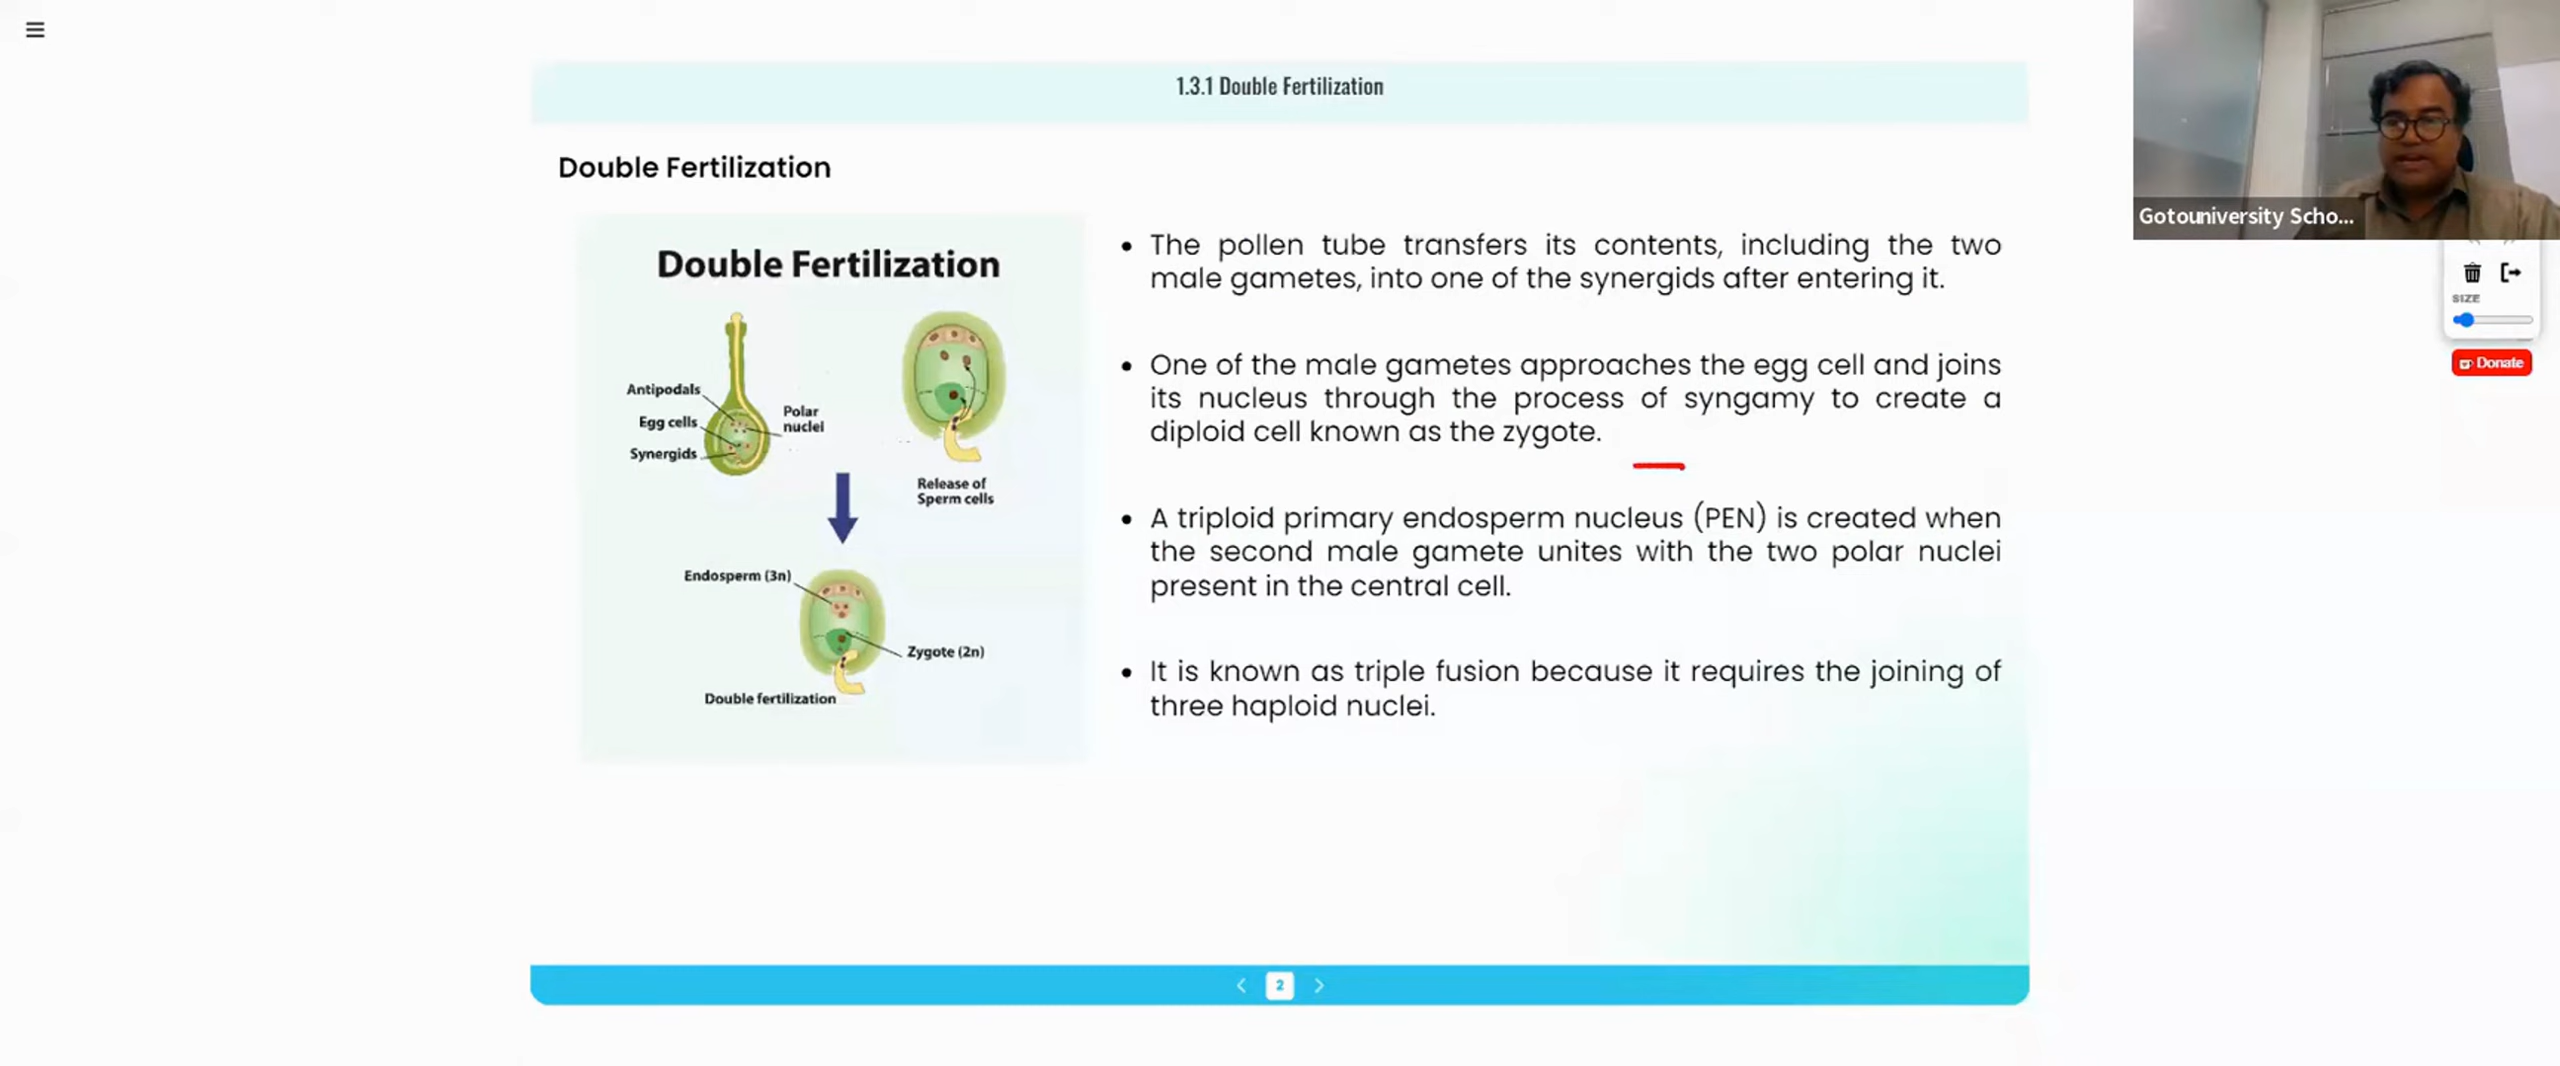 1.3.1 Double Fertilization
Double Fertilization
Double Fertilization
Antipodals
Egg cells
Synergids
Polar
nuclei
Release of
Sperm cells
Endosperm (3n)
Zygote (2n)
Double fertilization
• The pollen tube transfers its contents, including the two
male gametes, into one of the synergids after entering it.
• One of the male gametes approaches the egg cell and joins
its nucleus through the process of syngamy to create a
diploid cell known as the zygote.
• A triploid primary endosperm nucleus (PEN) is created when
the second male gamete unites with the two polar nuclei
present in the central cell.
• It is known as triple fusion because it requires the joining of
three haploid nuclei.
2
Gotouniversity Scho...
SIZE
Donate